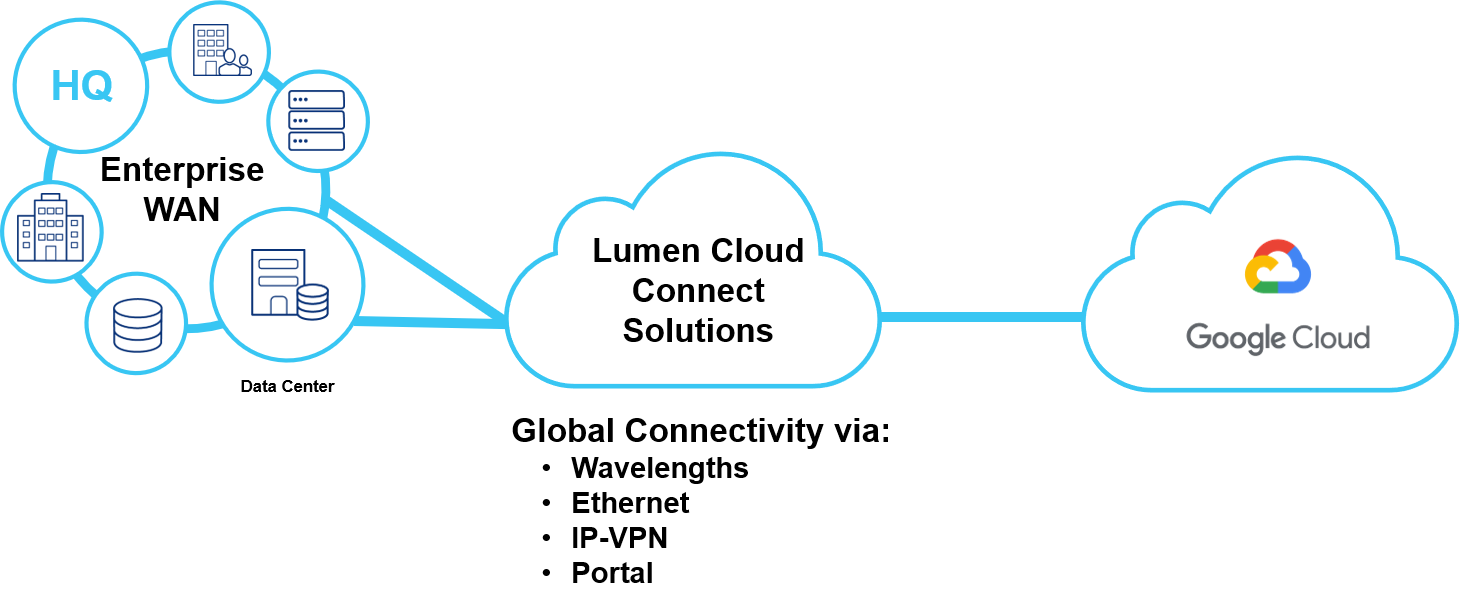 HQ
Enterprise
WAN
Data Center
Lumen Cloud
Connect
Solutions
Google Cloud
Global Connectivity via:
• Wavelengths
• Ethernet
• IP-VPN
• Portal